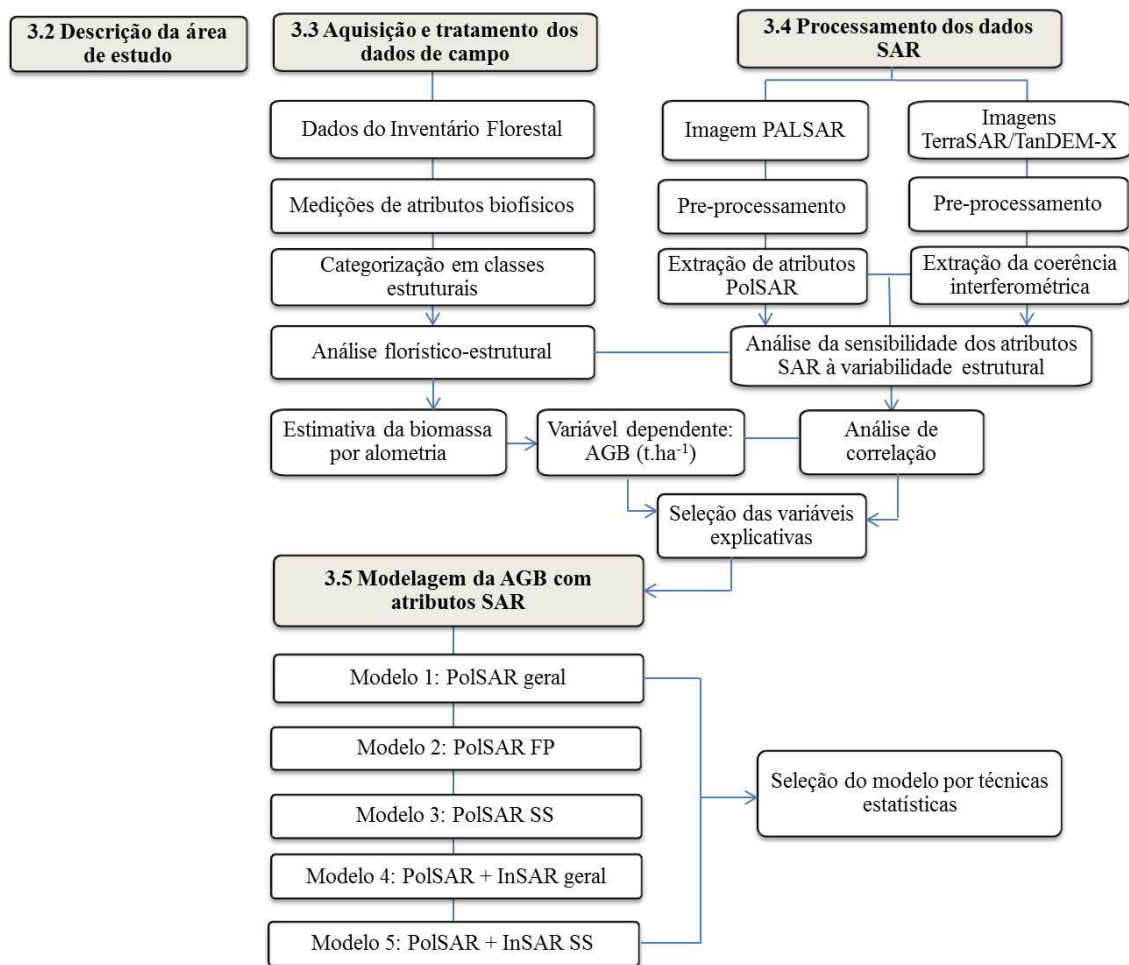 3.2 Descrição da área
de estudo
3.3 Aquisição e tratamento dos
dados de campo
3.4 Processamento dos dados
SAR
Dados do Inventário Florestal
Imagem PALSAR
Imagens
TerraSAR/TanDEM-X
Medições de atributos biofísicos
Pre-processamento
Pre-processamento
Categorização em classes
estruturais
Extração de atributos
PolSAR
Extração da coerência
interferométrica
Análise florístico-estrutural
Análise da sensibilidade dos atributos
SAR à variabilidade estrutural
Estimativa da biomassa
por alometria
Variável dependente:
AGB (t.ha⁻¹)
Análise de
correlação
Seleção das variáveis
explicativas
3.5 Modelagem da AGB com
atributos SAR
Modelo 1: PolSAR geral
Modelo 2: PolSAR FP
Modelo 3: PolSAR SS
Modelo 4: PolSAR + InSAR geral
Modelo 5: PolSAR + InSAR SS
Seleção do modelo por técnicas
estatísticas